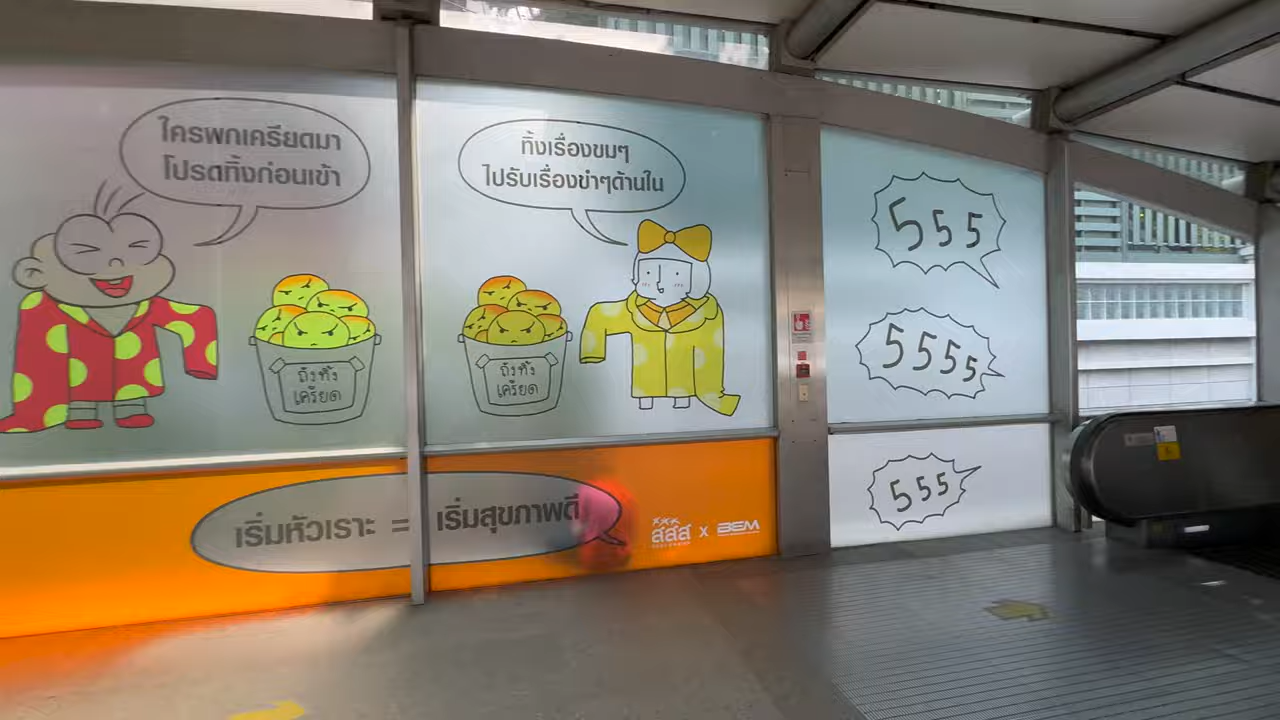 ใครพกเครียดมา
โปรดทิ้งก่อนเข้า
ทิ้งเรื่องขมๆ
ไปรับเรื่องขำๆด้านใน
555
5555
555
ถังทิ้ง
เครียด
ถังทิ้ง
เครียด
เริ่มหัวเราะ = เริ่มสุขภาพดี
สสส x BEM